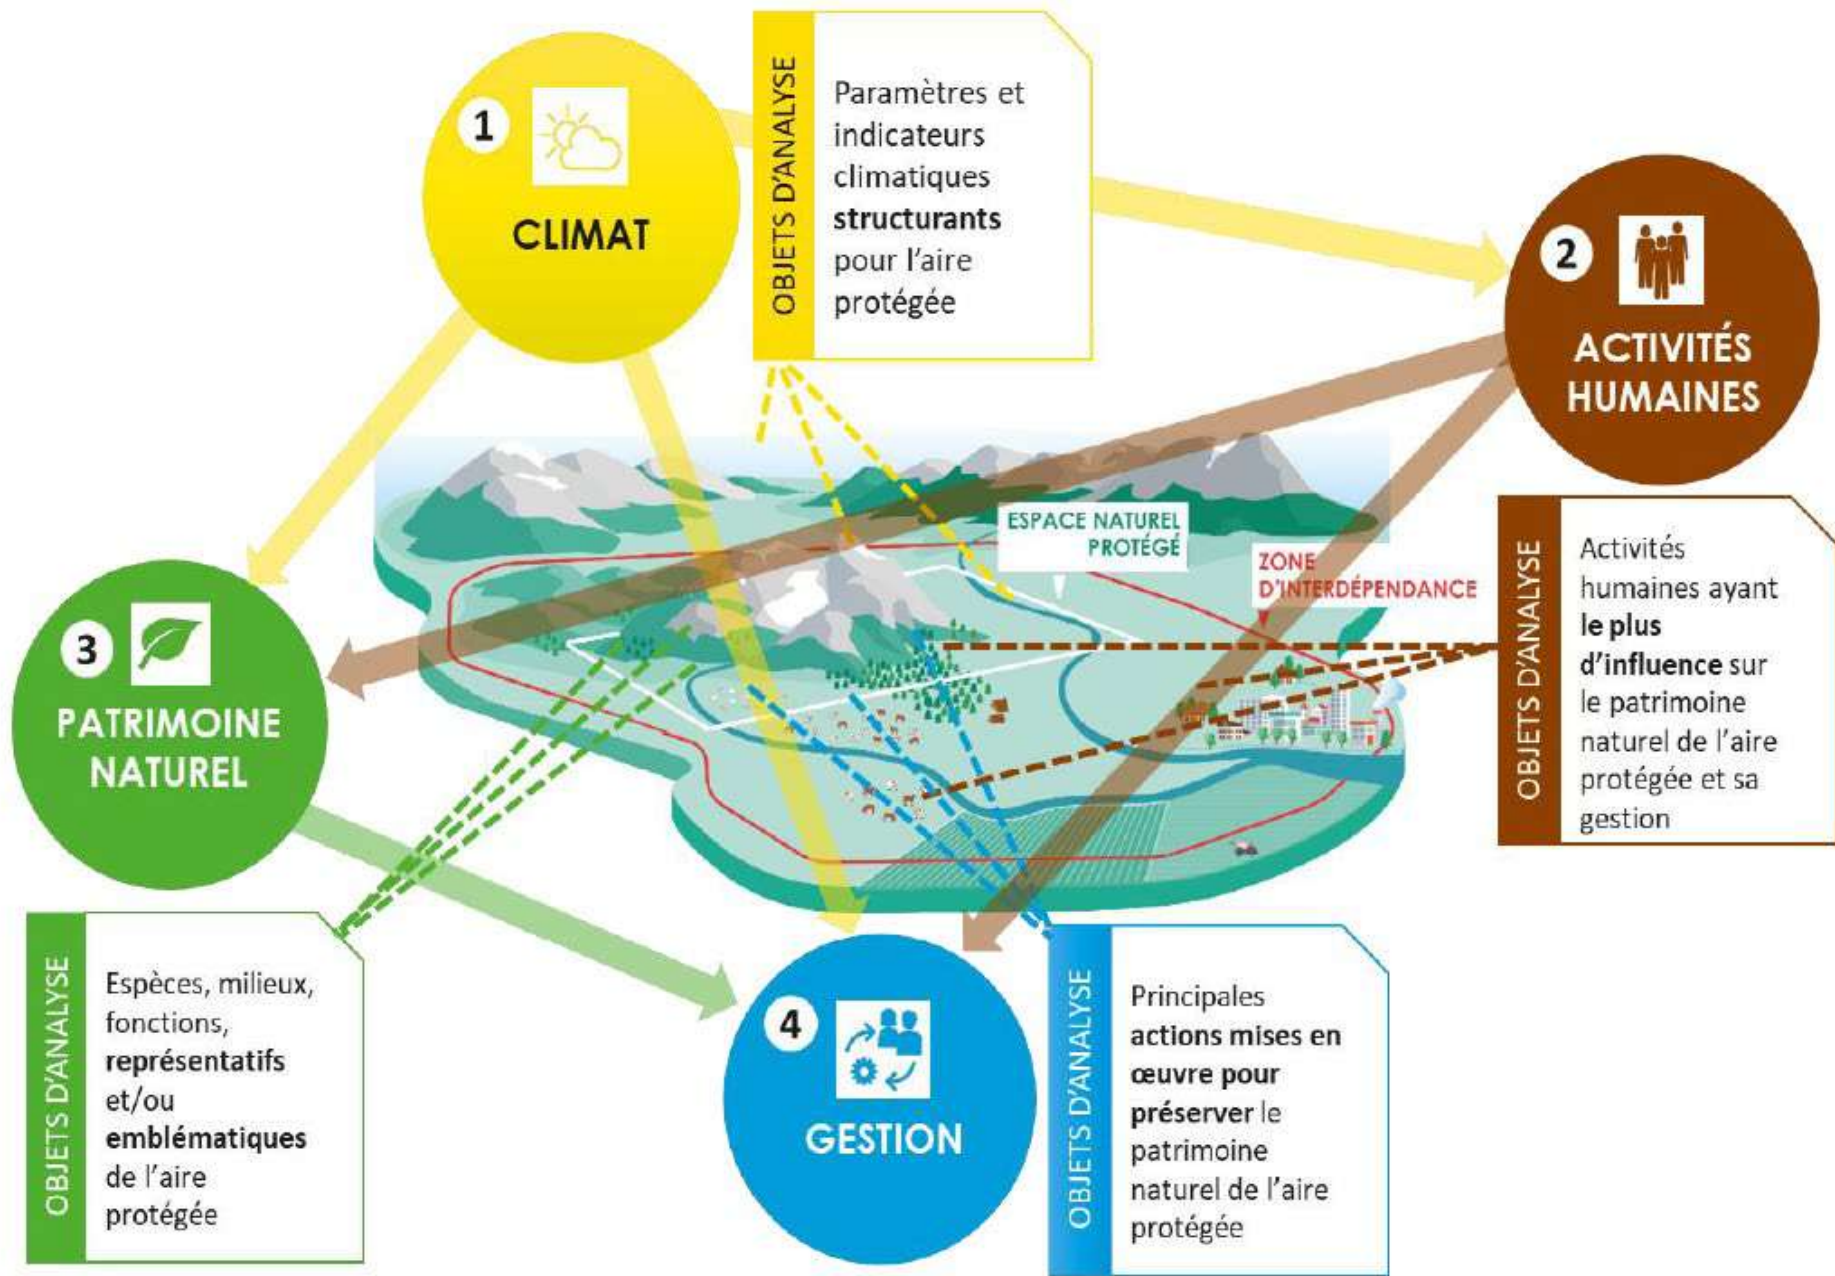 1
CLIMAT
OBJETS D'ANALYSE
Paramètres et
indicateurs
climatiques
structurants
pour l'aire
protégée
2
ACTIVITÉS
HUMAINES
OBJETS D'ANALYSE
Activités
humaines ayant
le plus
d'influence sur
le patrimoine
naturel de l'aire
protégée et sa
gestion
ESPACE NATUREL
PROTÉGÉ
ZONE
D'INTERDÉPENDANCE
3
PATRIMOINE
NATUREL
OBJETS D'ANALYSE
Espèces, milieux,
fonctions,
représentatifs
et/ou
emblématiques
de l'aire
protégée
4
GESTION
OBJETS D'ANALYSE
Principales
actions mises en
œuvre pour
préserver le
patrimoine
naturel de l'aire
protégée